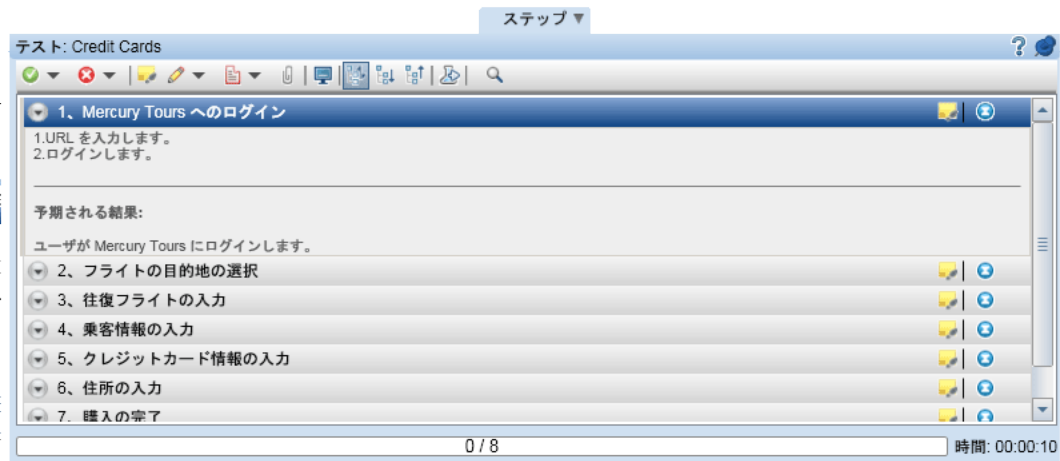 ステップ ▼
テスト: Credit Cards
1、Mercury Tours へのログイン
1.URL を入力します。
2.ログインします。
予期される結果:
ユーザが Mercury Tours にログインします。
2、フライトの目的地の選択
3、往復フライトの入力
4、乗客情報の入力
5、クレジットカード情報の入力
6、住所の入力
7、購入の完了
0 / 8
時間: 00:00:10